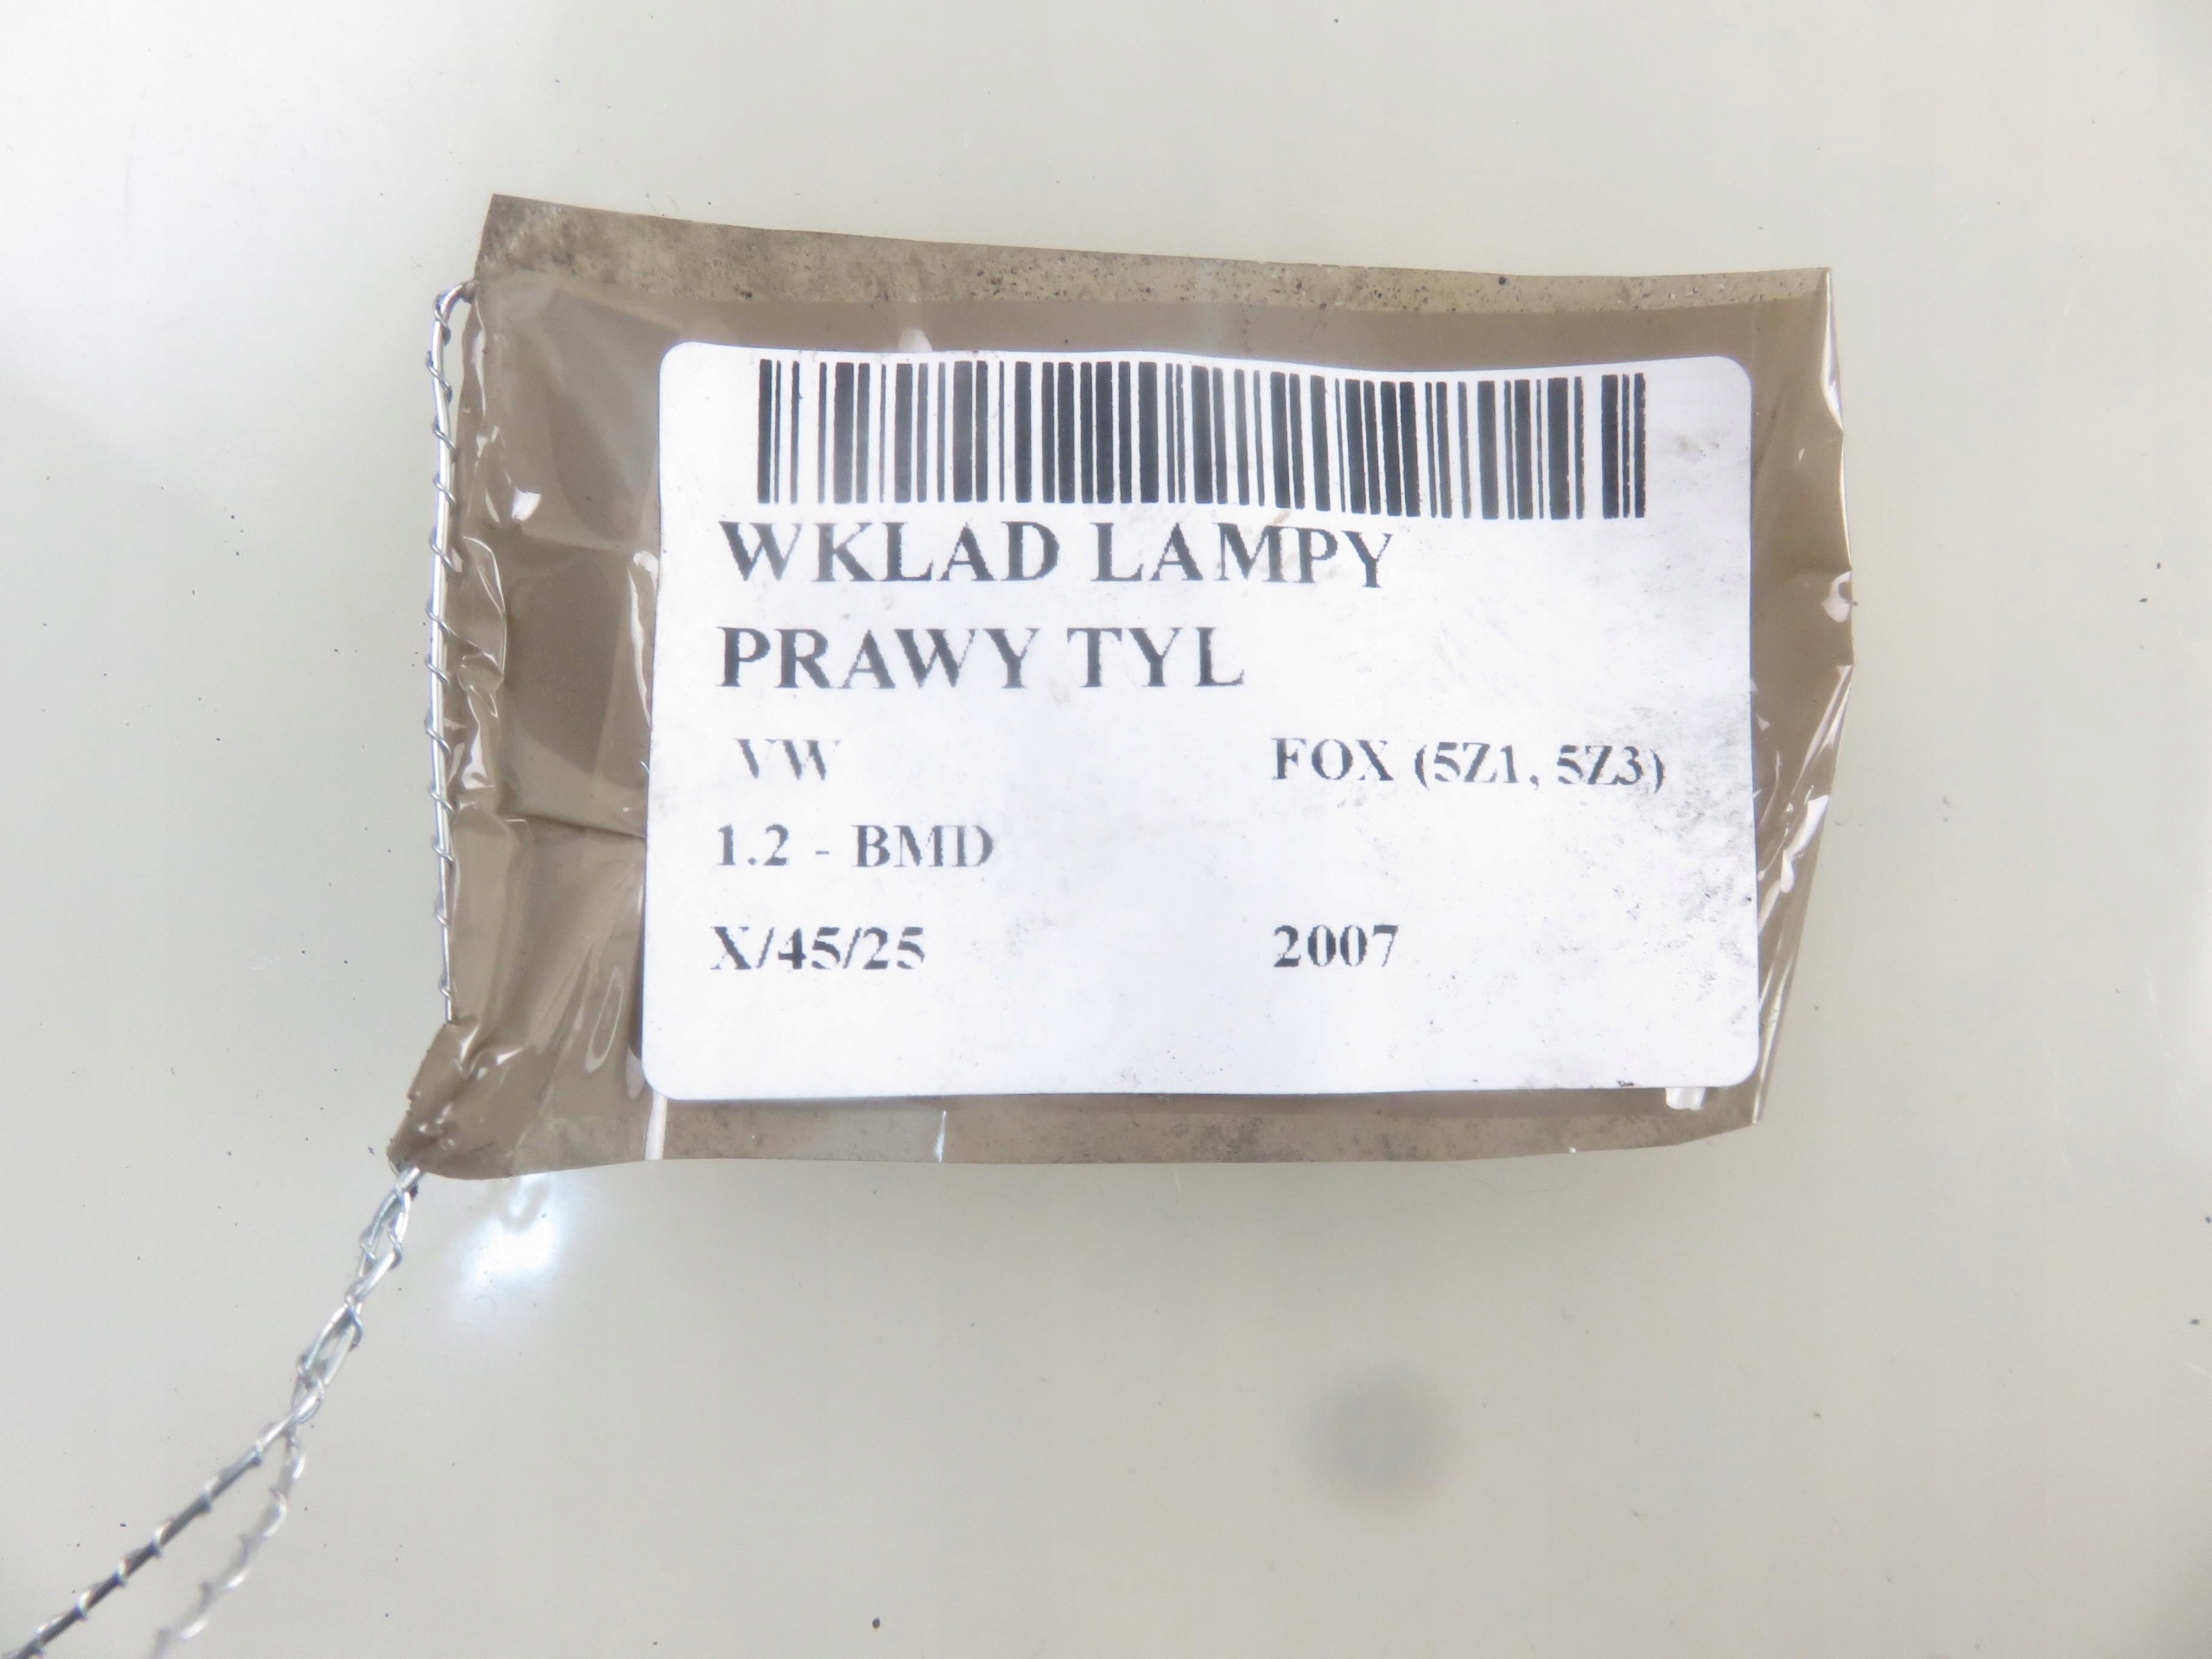 WKLAD LAMPY
PRAWY TYL
VW FOX (5Z1, 5Z3)
1.2 - BMD
X/45/25 2007